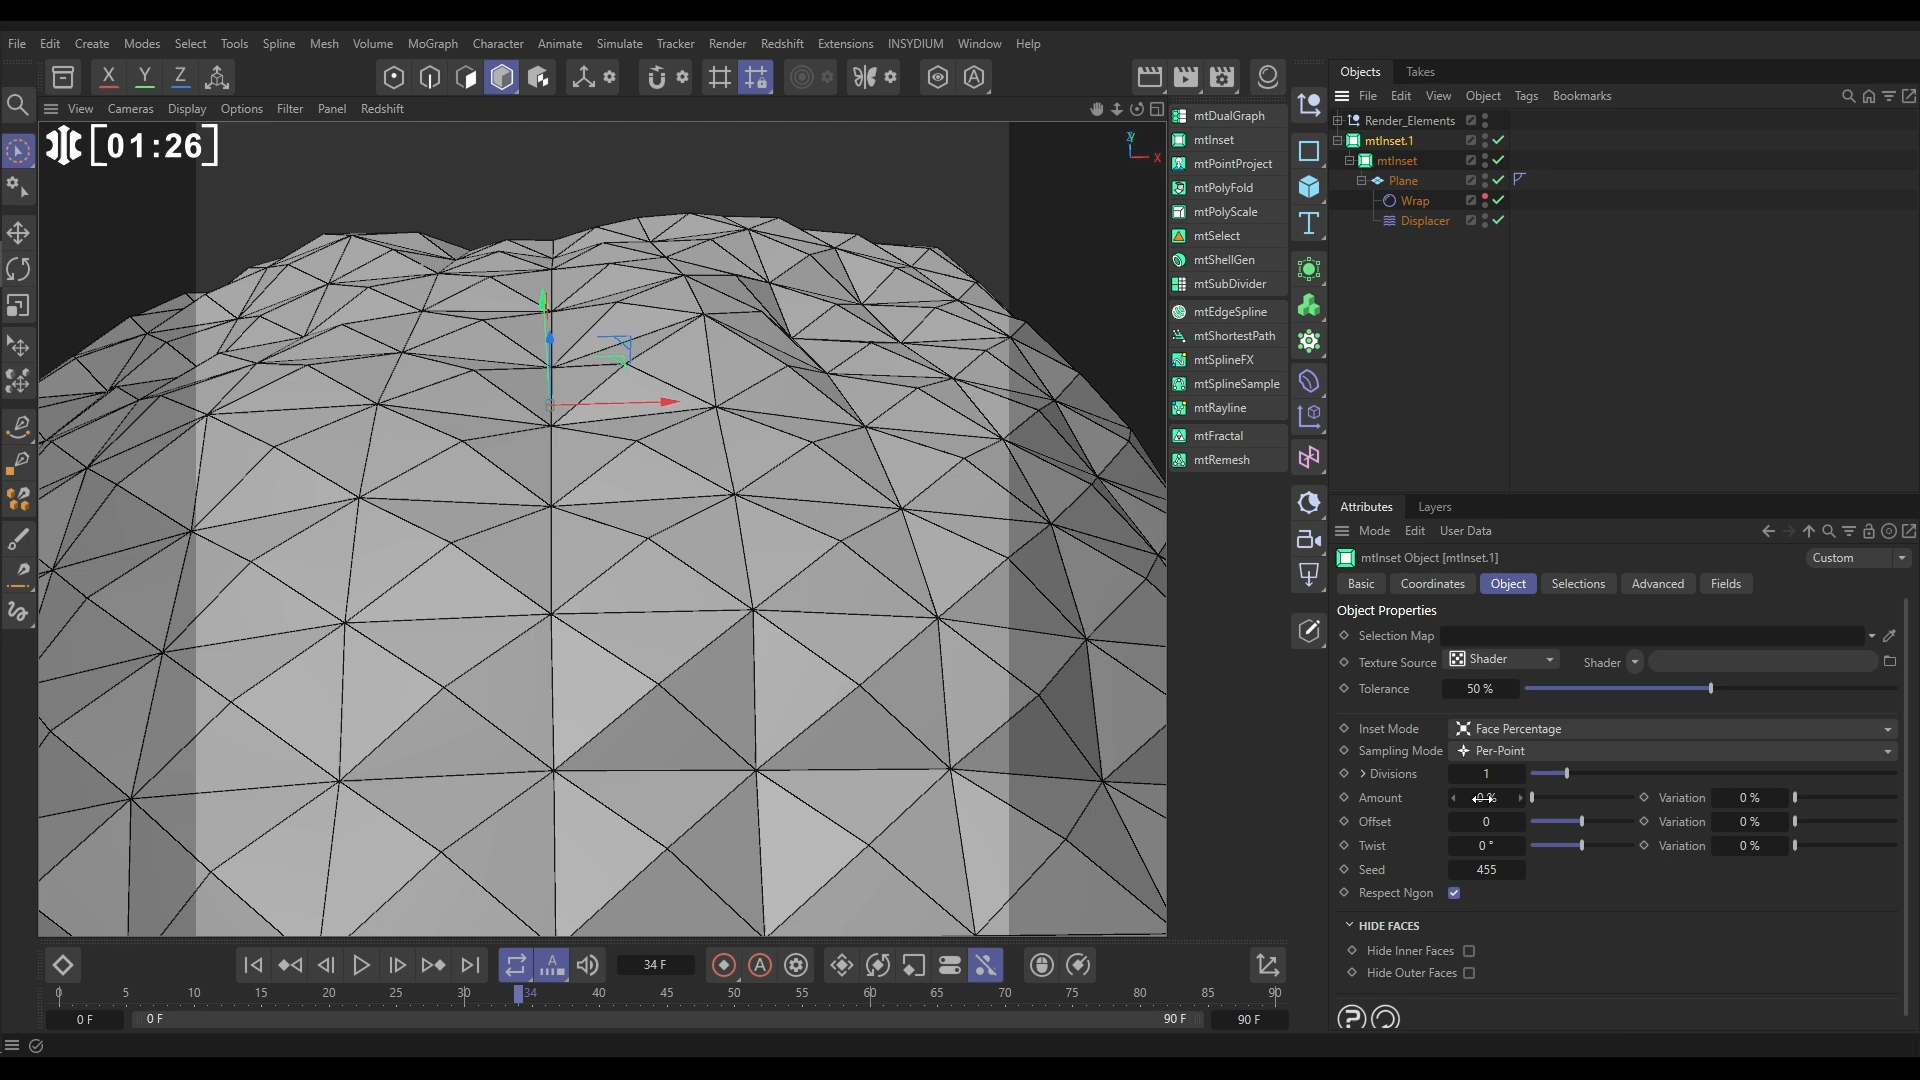 File Edit Create Modes Select Tools Spline Mesh Volume MoGraph Character Animate Simulate Tracker Render Redshift Extensions INSYDIUM Window Help
X Y Z
View Cameras Display Options Filter Panel Redshift
[01:26]
Y
X
mtDualGraph
mtInset
mtPointProject
mtPolyFold
mtPolyScale
mtSelect
mtShellGen
mtSubDivider
mtEdgeSpline
mtShortestPath
mtSplineFX
mtSplineSample
mtRayline
mtFractal
mtRemesh
Objects Takes
File Edit View Object Tags Bookmarks
Render_Elements
mtInset.1
mtInset
Plane
Wrap
Displacer
Attributes Layers
Mode Edit User Data
mtInset Object [mtInset.1] Custom
Basic Coordinates Object Selections Advanced Fields
Object Properties
Selection Map
Texture Source Shader Shader
Tolerance 50 %
Inset Mode Face Percentage
Sampling Mode Per-Point
Divisions 1
Amount 0 % Variation 0 %
Offset 0 Variation 0 %
Twist 0 ° Variation 0 %
Seed 455
Respect Ngon
HIDE FACES
Hide Inner Faces
Hide Outer Faces
34 F
0 5 10 15 20 25 30 34 40 45 50 55 60 65 70 75 80 85 90
0 F 0 F 90 F 90 F